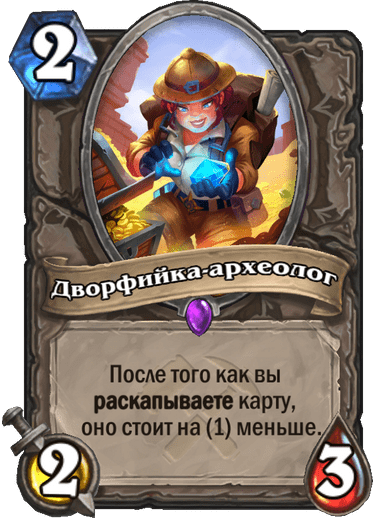 2
Дворфийка-археолог
После того как вы
раскапываете карту,
оно стоит на (1) меньше.
2
3